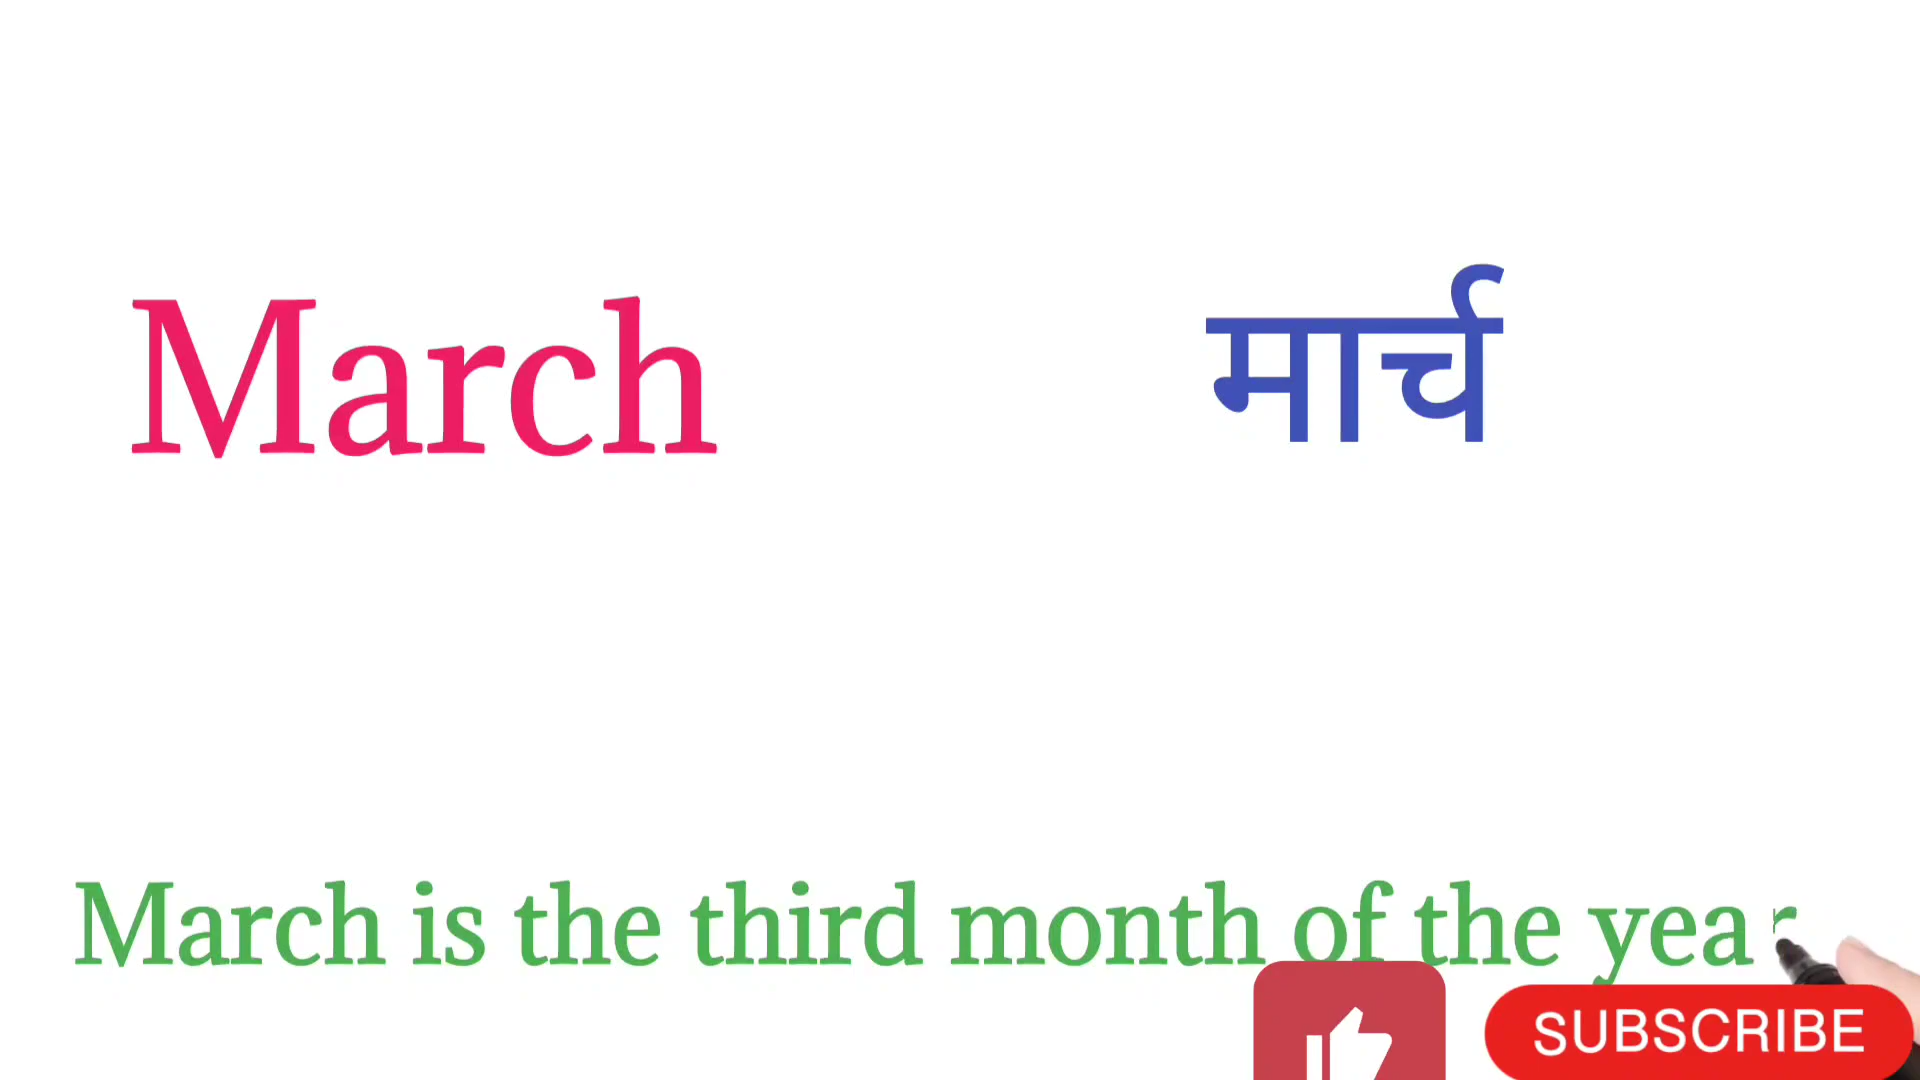 March
मार्च
March is the third month of the year
SUBSCRIBE